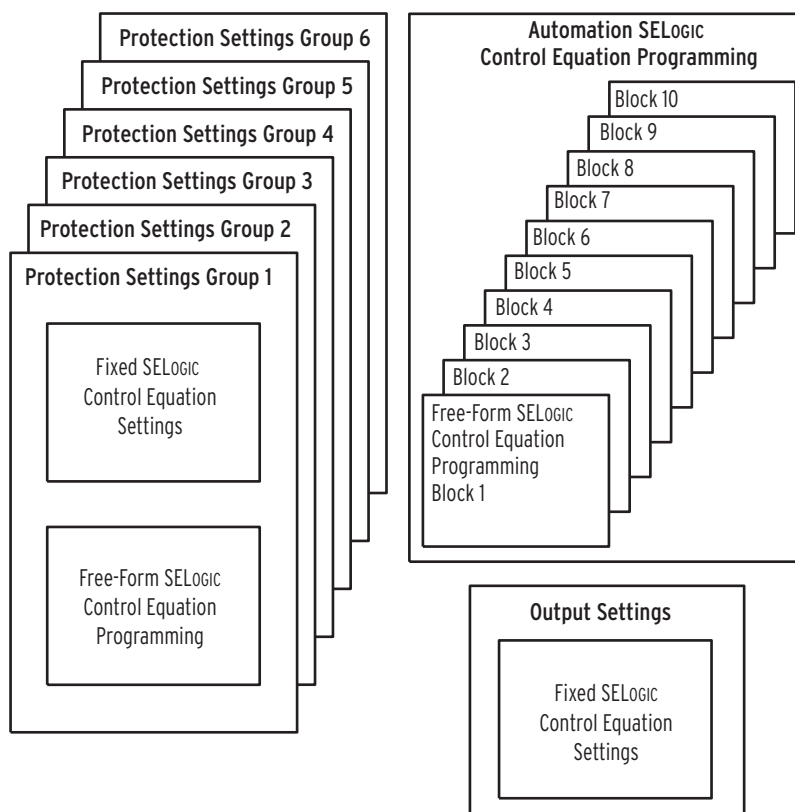 Protection Settings Group 6
Protection Settings Group 5
Protection Settings Group 4
Protection Settings Group 3
Protection Settings Group 2
Protection Settings Group 1
Fixed SELOGIC
Control Equation
Settings
Free-Form SELOGIC
Control Equation
Programming
Automation SELOGIC
Control Equation Programming
Block 10
Block 9
Block 8
Block 7
Block 6
Block 5
Block 4
Block 3
Block 2
Free-Form SELOGIC
Control Equation
Programming
Block 1
Output Settings
Fixed SELOGIC
Control Equation
Settings